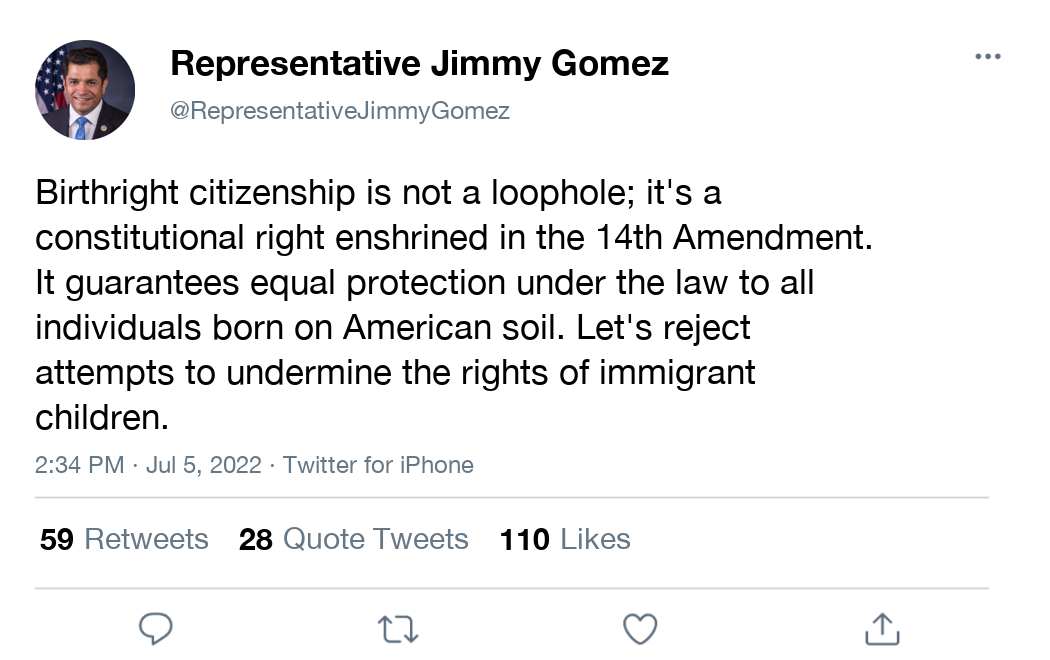 Representative Jimmy Gomez
@RepresentativeJimmyGomez
Birthright citizenship is not a loophole; it's a
constitutional right enshrined in the 14th Amendment.
It guarantees equal protection under the law to all
individuals born on American soil. Let's reject
attempts to undermine the rights of immigrant
children.
2:34 PM · Jul 5, 2022 · Twitter for iPhone
59 Retweets 28 Quote Tweets 110 Likes